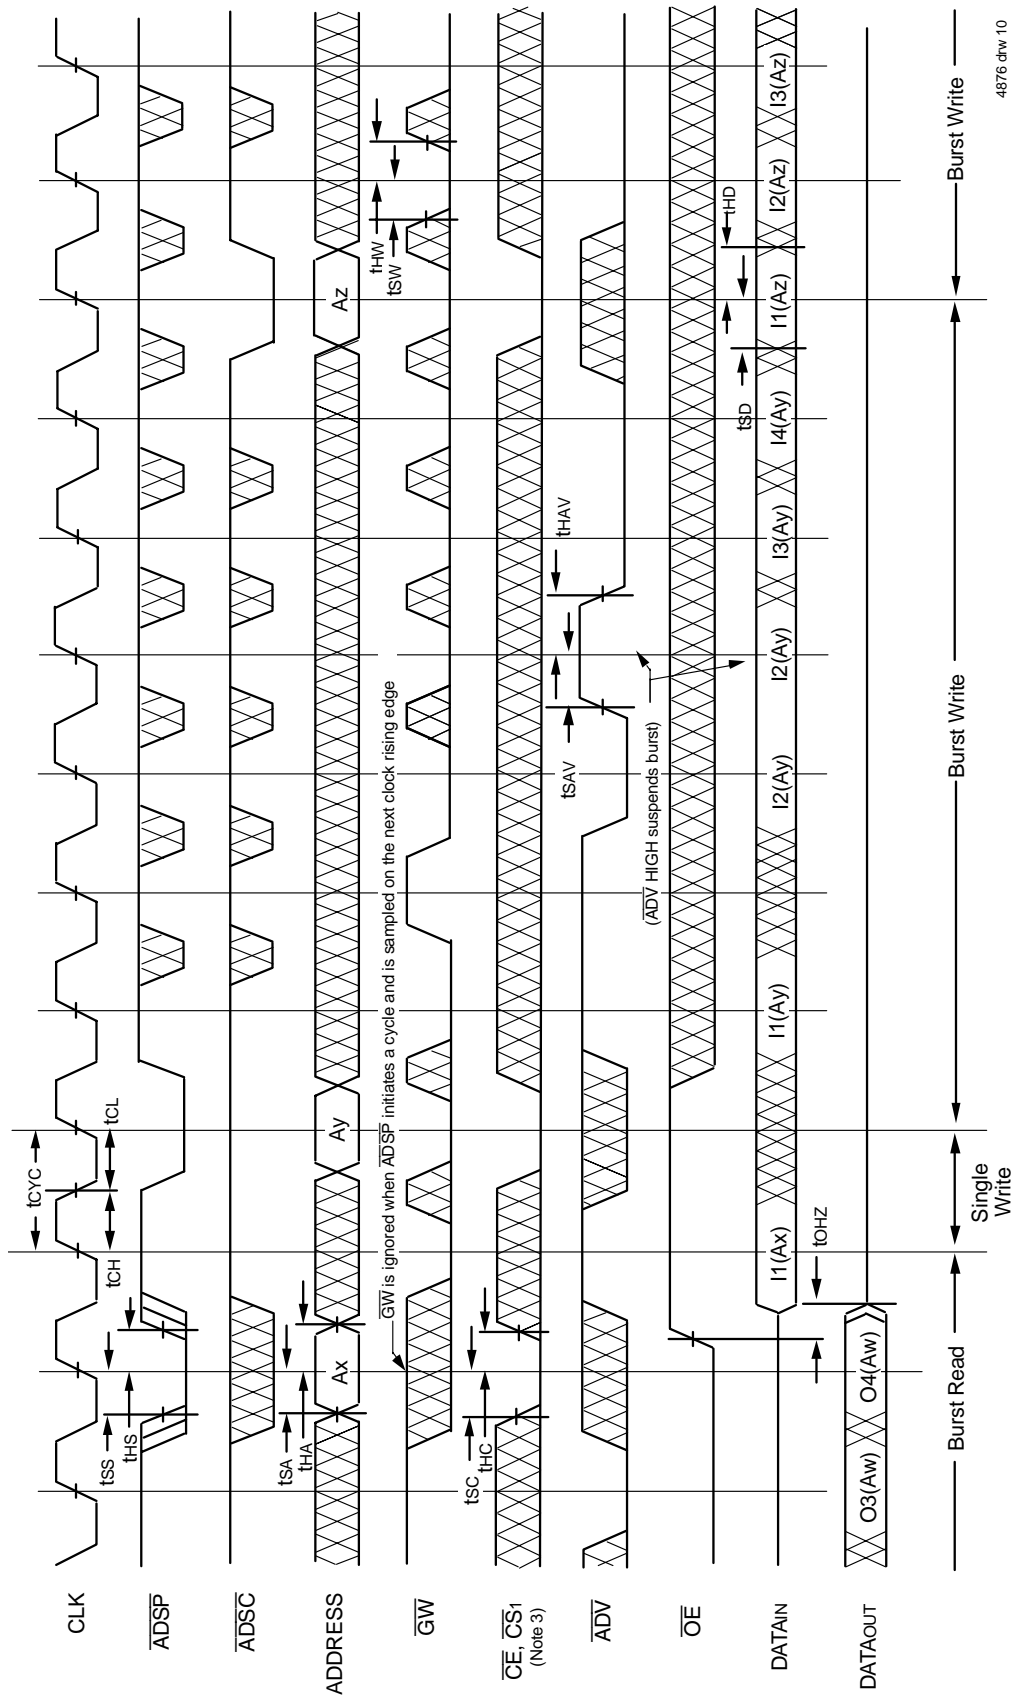 CLK
tCYC
tCH
tCL
ADSP
tSS
tHS
ADSC
ADDRESS
Ax
Ay
Az
tSA
tHA
GW
GW is ignored when ADSP initiates a cycle and is sampled on the next clock rising edge
tHW
tSW
CE, CS1
(Note 3)
tSC
tHC
ADV
tSAV
tHAV
(ADV HIGH suspends burst)
OE
DATAIN
I1(Ax)
I1(Ay)
I2(Ay)
I2(Ay)
I3(Ay)
I4(Ay)
I1(Az)
I2(Az)
I3(Az)
tSD
tHD
tOHZ
DATAOUT
O3(Aw)
O4(Aw)
Burst Read
Single
Write
Burst Write
Burst Write
4876 drw 10